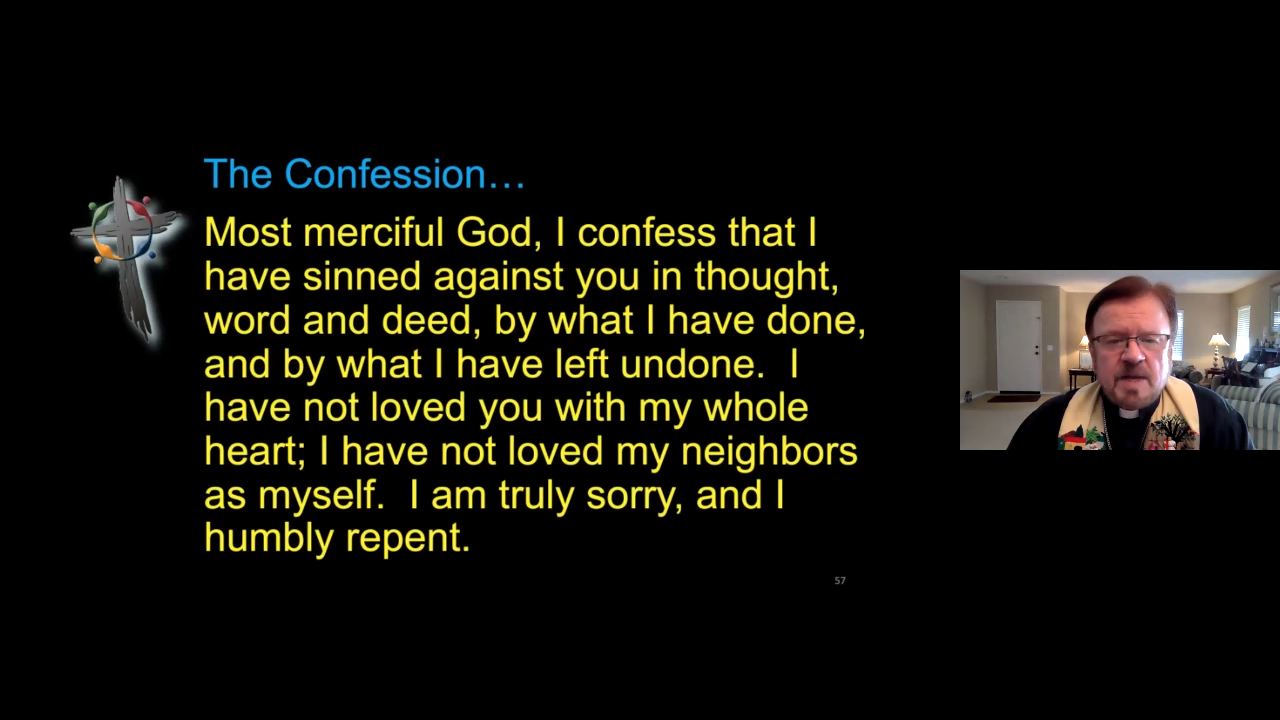 The Confession…
Most merciful God, I confess that I
have sinned against you in thought,
word and deed, by what I have done,
and by what I have left undone.  I
have not loved you with my whole
heart; I have not loved my neighbors
as myself.  I am truly sorry, and I
humbly repent.
57